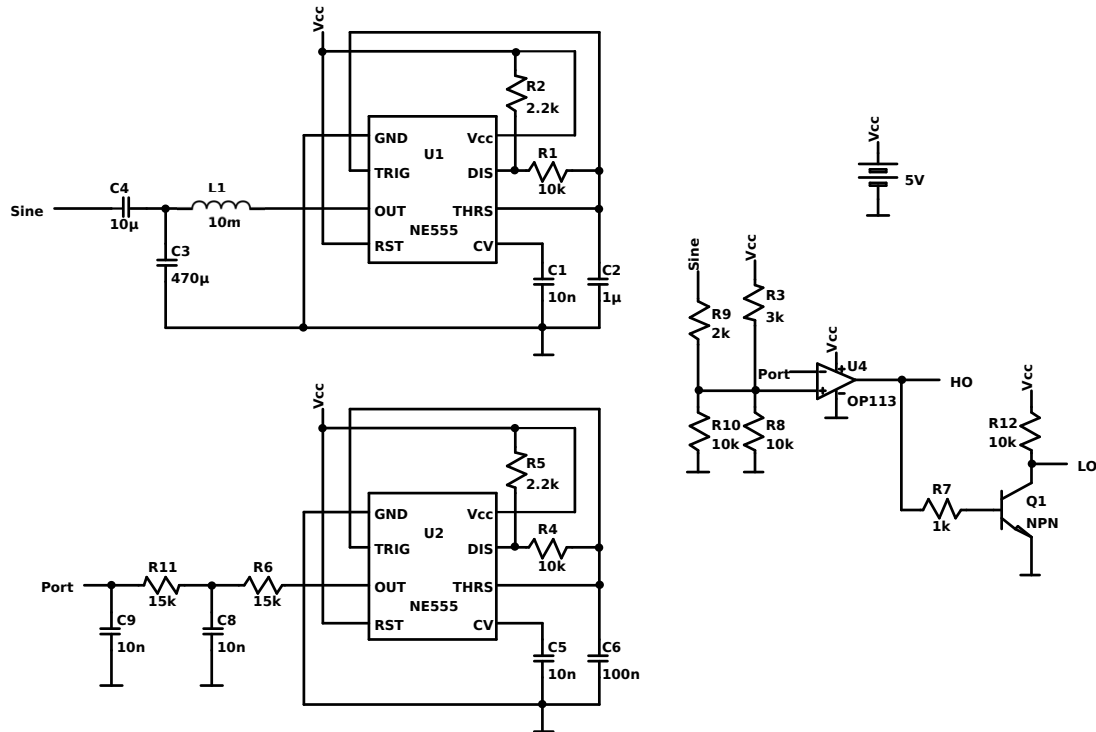 Vcc
R2
2.2k
GND
Vcc
U1
R1
10k
TRIG
DIS
C4
10μ
L1
10m
Sine
OUT
THRS
NE555
RST
CV
C3
470μ
C1
10n
C2
1μ
Vcc
5V
Sine
Vcc
R9
2k
R3
3k
Vcc
Port
U4
OP113
HO
R10
10k
R8
10k
Vcc
R12
10k
LO
R7
1k
Q1
NPN
Vcc
R5
2.2k
GND
Vcc
U2
R4
10k
TRIG
DIS
Port
R11
15k
R6
15k
OUT
THRS
NE555
RST
CV
C9
10n
C8
10n
C5
10n
C6
100n